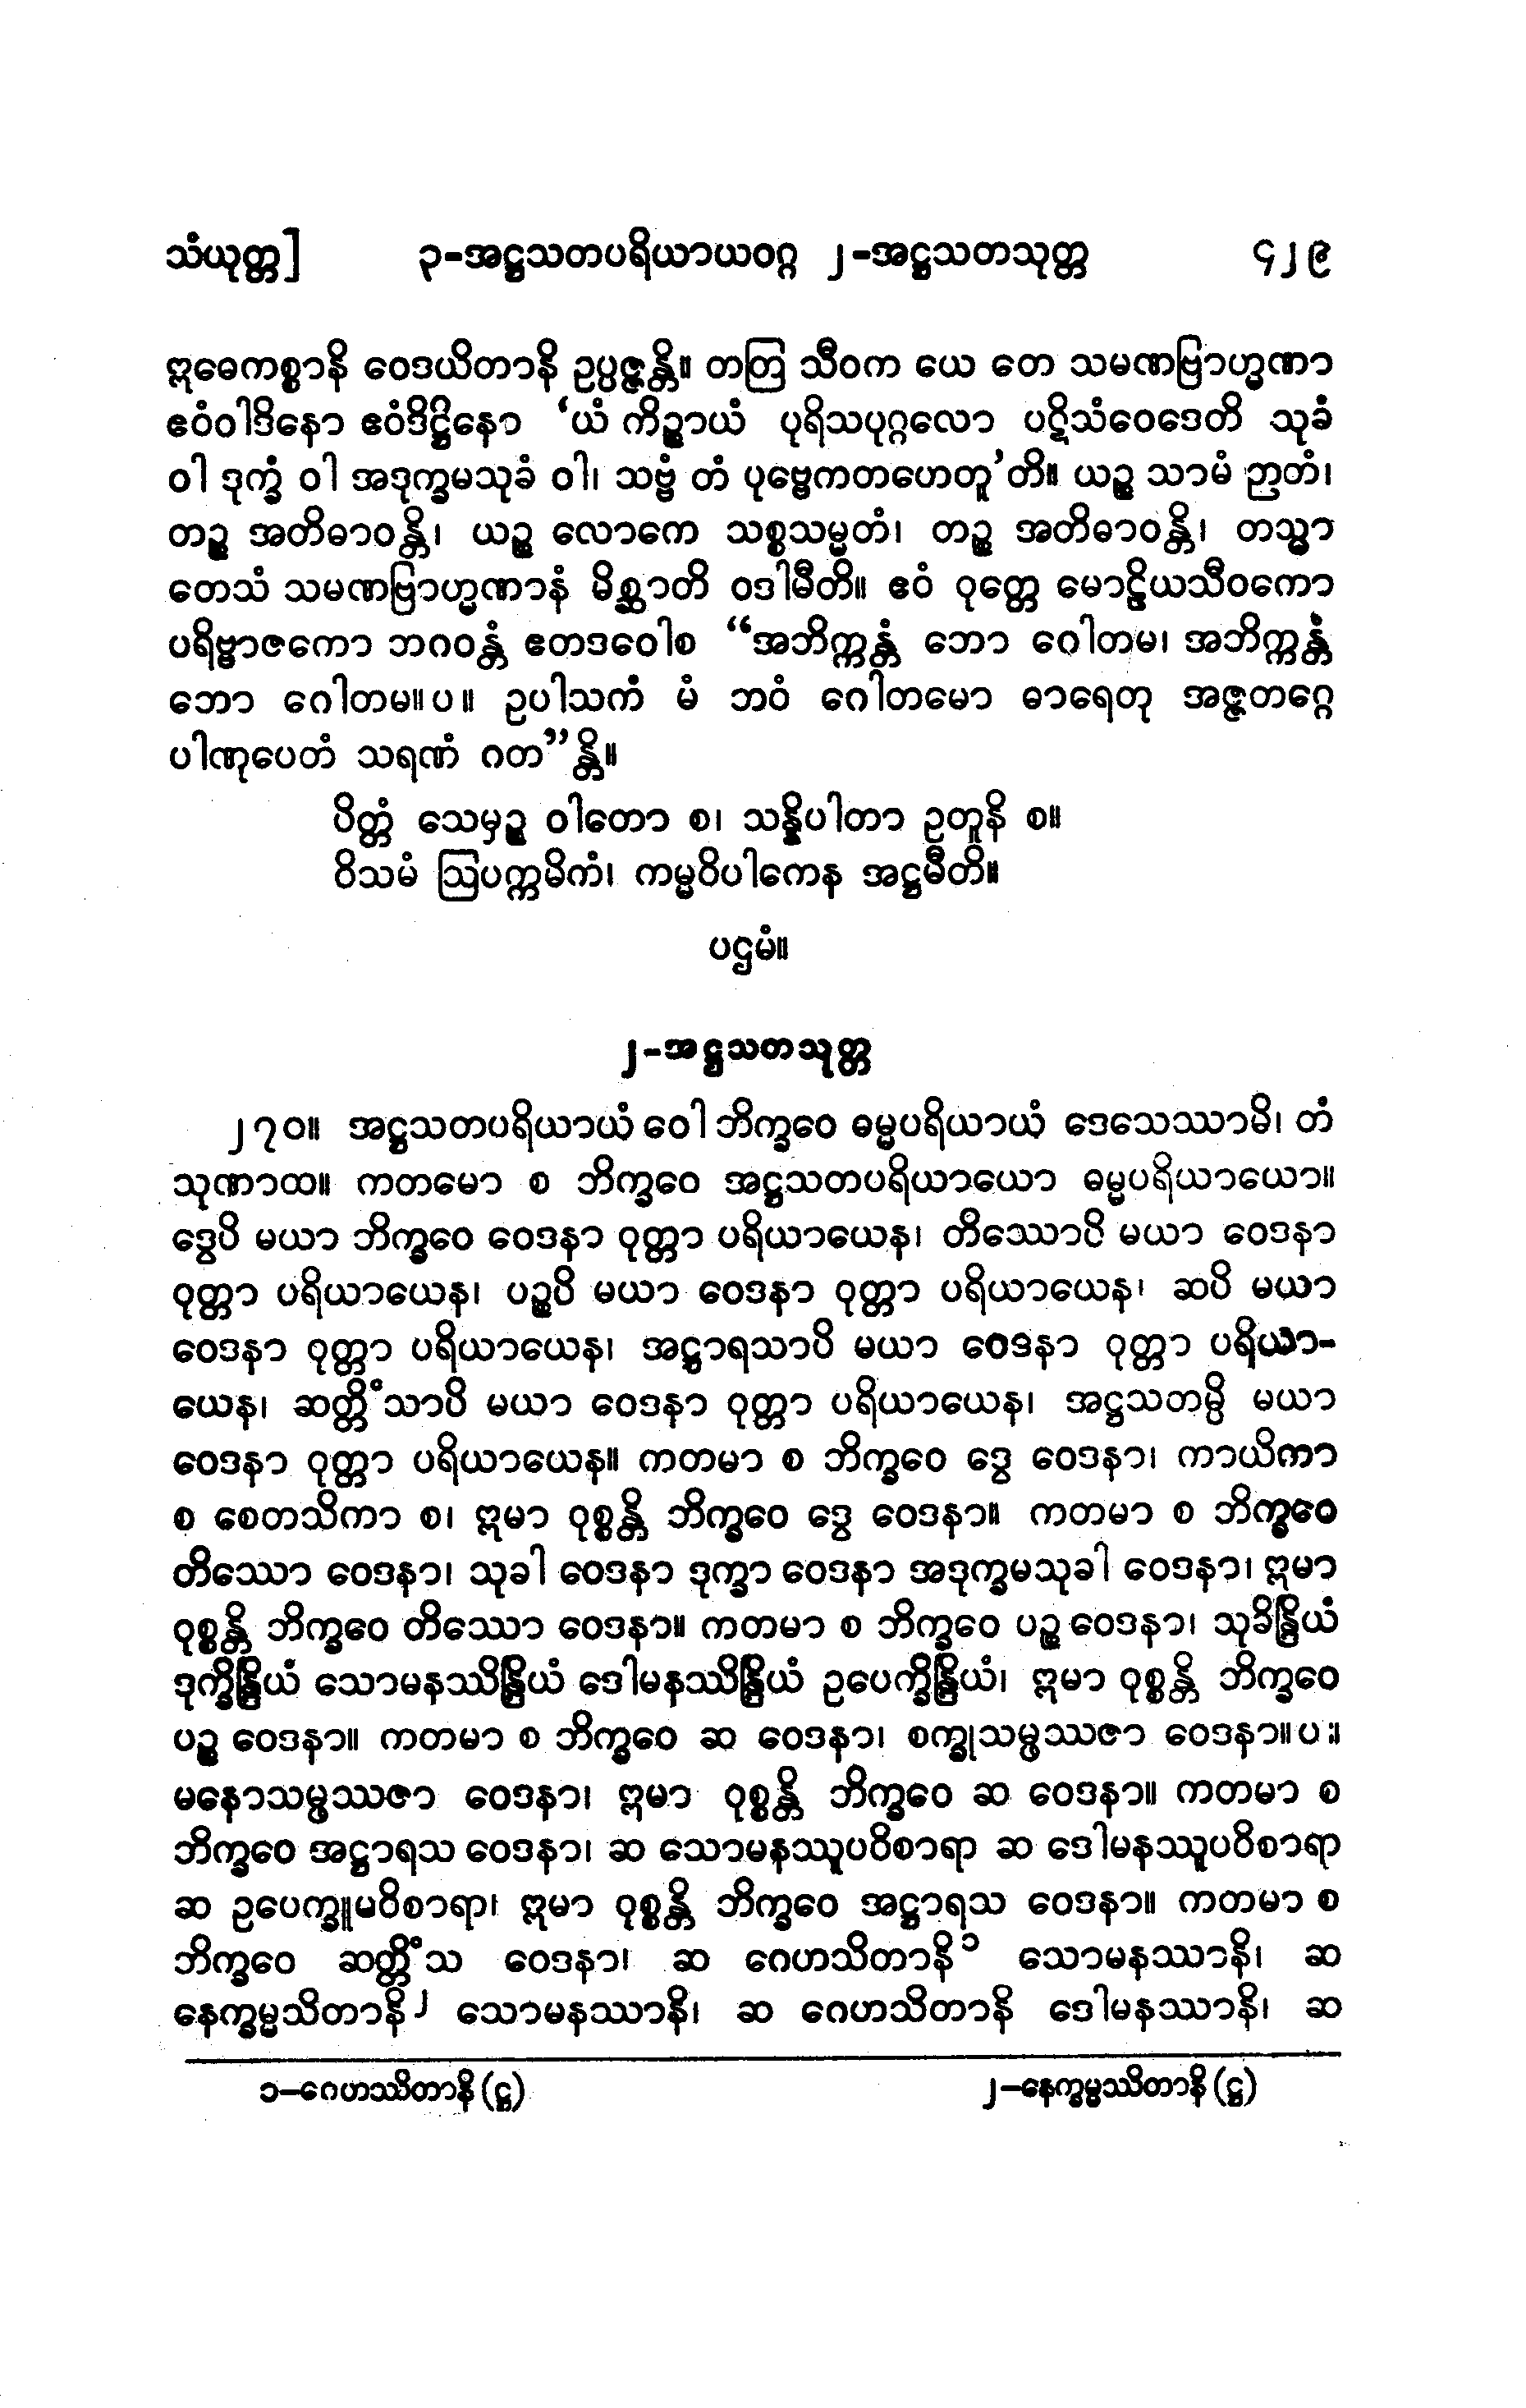 သံယုတ္တ] ၃-အဋ္ဌသတပရိယာယဝဂ္ဂ ၂-အဋ္ဌသတသုတ္တ ၄၂၉
ဣဓေကစ္စာနိ ဝေဒယိတာနိ ဥပ္ပဇ္ဇန္တိ။ တတြ သီဝက ယေ တေ သမဏဗြာဟ္မဏာ
ဧဝံဝါဒိနော ဧဝံဒိဋ္ဌိနော ‘ယံ ကိဉ္စာယံ ပုရိသပုဂ္ဂလော ပဋိသံဝေဒေတိ သုခံ
ဝါ ဒုက္ခံ ဝါ အဒုက္ခမသုခံ ဝါ၊ သဗ္ဗံ တံ ပုဗ္ဗေကတဟေတူ’တိ။ ယဉ္စ သာမံ ဉာတံ၊
တဉ္စ အတိဓာဝန္တိ၊ ယဉ္စ လောကေ သစ္စသမ္မတံ၊ တဉ္စ အတိဓာဝန္တိ၊ တသ္မာ
တေသံ သမဏဗြာဟ္မဏာနံ မိစ္ဆာတိ ဝဒါမီတိ။ ဧဝံ ဝုတ္တေ မောဠိယသီဝကော
ပရိဗ္ဗာဇကော ဘဂဝန္တံ ဧတဒဝေါစ “အဘိက္ကန္တံ ဘော ဂေါတမ၊ အဘိက္ကန္တံ
ဘော ဂေါတမ။ပ။ ဥပါသကံ မံ ဘဝံ ဂေါတမော ဓာရေတု အဇ္ဇတဂ္ဂေ
ပါဏုပေတံ သရဏံ ဂတ”န္တိ။
ပိတ္တံ သေမှဉ္စ ဝါတော စ၊ သန္နိပါတာ ဥတူနိ စ။
ဝိသမံ ဩပက္ကမိကံ၊ ကမ္မဝိပါကေန အဋ္ဌမီတိ။
ပဌမံ။
၂-အဋ္ဌသတသုတ္တ
၂၇၀။ အဋ္ဌသတပရိယာယံ ဝေါ ဘိက္ခဝေ ဓမ္မပရိယာယံ ဒေသေဿာမိ၊ တံ
သုဏာထ။ ကတမော စ ဘိက္ခဝေ အဋ္ဌသတပရိယာယော ဓမ္မပရိယာယော။
ဒွေပိ မယာ ဘိက္ခဝေ ဝေဒနာ ဝုတ္တာ ပရိယာယေန၊ တိဿောပိ မယာ ဝေဒနာ
ဝုတ္တာ ပရိယာယေန၊ ပဉ္စပိ မယာ ဝေဒနာ ဝုတ္တာ ပရိယာယေန၊ ဆပိ မယာ
ဝေဒနာ ဝုတ္တာ ပရိယာယေန၊ အဋ္ဌာရသာပိ မယာ ဝေဒနာ ဝုတ္တာ ပရိယာ-
ယေန၊ ဆတ္တိံသာပိ မယာ ဝေဒနာ ဝုတ္တာ ပရိယာယေန၊ အဋ္ဌသတမ္ပိ မယာ
ဝေဒနာ ဝုတ္တာ ပရိယာယေန။ ကတမာ စ ဘိက္ခဝေ ဒွေ ဝေဒနာ၊ ကာယိကာ
စ စေတသိကာ စ၊ ဣမာ ဝုစ္စန္တိ ဘိက္ခဝေ ဒွေ ဝေဒနာ။ ကတမာ စ ဘိက္ခဝေ
တိဿော ဝေဒနာ၊ သုခါ ဝေဒနာ ဒုက္ခာ ဝေဒနာ အဒုက္ခမသုခါ ဝေဒနာ၊ ဣမာ
ဝုစ္စန္တိ ဘိက္ခဝေ တိဿော ဝေဒနာ။ ကတမာ စ ဘိက္ခဝေ ပဉ္စ ဝေဒနာ၊ သုခိန္ဒြိယံ
ဒုက္ခိန္ဒြိယံ သောမနဿိန္ဒြိယံ ဒေါမနဿိန္ဒြိယံ ဥပေက္ခိန္ဒြိယံ၊ ဣမာ ဝုစ္စန္တိ ဘိက္ခဝေ
ပဉ္စ ဝေဒနာ။ ကတမာ စ ဘိက္ခဝေ ဆ ဝေဒနာ၊ စက္ခုသမ္ဖဿဇာ ဝေဒနာ။ပ။
မနောသမ္ဖဿဇာ ဝေဒနာ၊ ဣမာ ဝုစ္စန္တိ ဘိက္ခဝေ ဆ ဝေဒနာ။ ကတမာ စ
ဘိက္ခဝေ အဋ္ဌာရသ ဝေဒနာ၊ ဆ သောမနဿူပဝိစာရာ ဆ ဒေါမနဿူပဝိစာရာ
ဆ ဥပေက္ခူပဝိစာရာ၊ ဣမာ ဝုစ္စန္တိ ဘိက္ခဝေ အဋ္ဌာရသ ဝေဒနာ။ ကတမာ စ
ဘိက္ခဝေ ဆတ္တိံသ ဝေဒနာ၊ ဆ ဂေဟသိတာနိ၁ သောမနဿာနိ၊ ဆ
နေက္ခမ္မသိတာနိ၂ သောမနဿာနိ၊ ဆ ဂေဟသိတာနိ ဒေါမနဿာနိ၊ ဆ
၁-ဂေဟဿိတာနိ (ဋ္ဌ) ၂-နေက္ခမ္မဿိတာနိ (ဋ္ဌ)